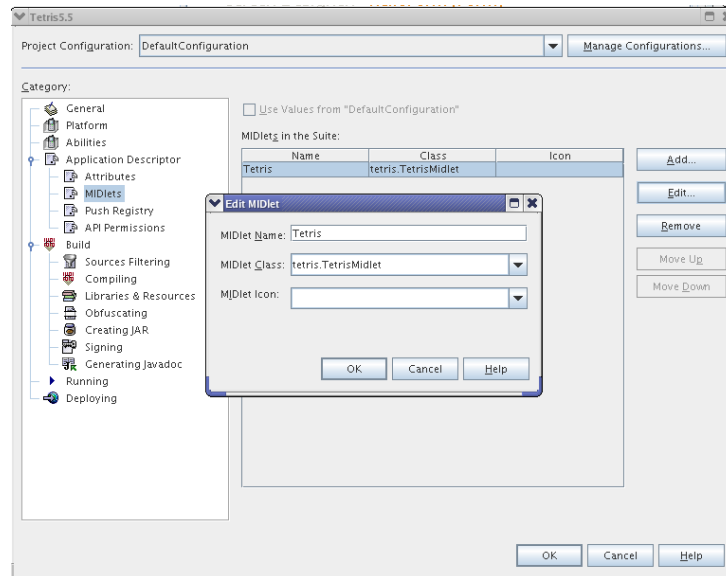 Tetris5.5
Project Configuration: DefaultConfiguration Manage Configurations...
Category:
General
Platform
Abilities
Application Descriptor
Attributes
MIDlets
Push Registry
API Permissions
Build
Sources Filtering
Compiling
Libraries & Resources
Obfuscating
Creating JAR
Signing
Generating Javadoc
Running
Deploying
Use Values from "DefaultConfiguration"
MIDlets in the Suite:
Name Class Icon
Tetris tetris.TetrisMidlet
Add...
Edit...
Remove
Move Up
Move Down
Edit MIDlet
MIDlet Name: Tetris
MIDlet Class: tetris.TetrisMidlet
MIDlet Icon:
OK Cancel Help
OK Cancel Help